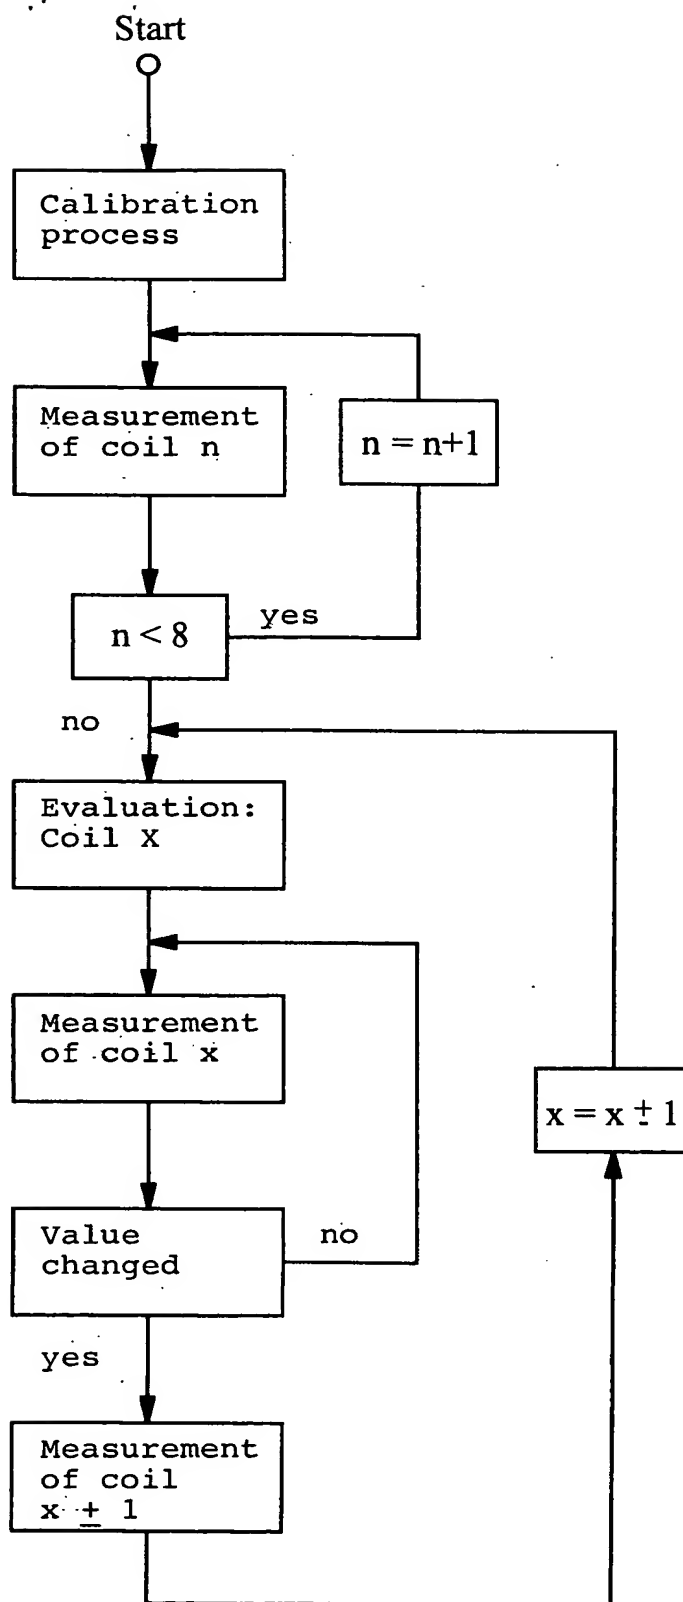 Start
Calibration
process
Measurement
of coil n
n = n+1
n < 8
yes
no
Evaluation:
Coil X
Measurement
of coil x
x = x ± 1
Value
changed
no
yes
Measurement
of coil
x ± 1